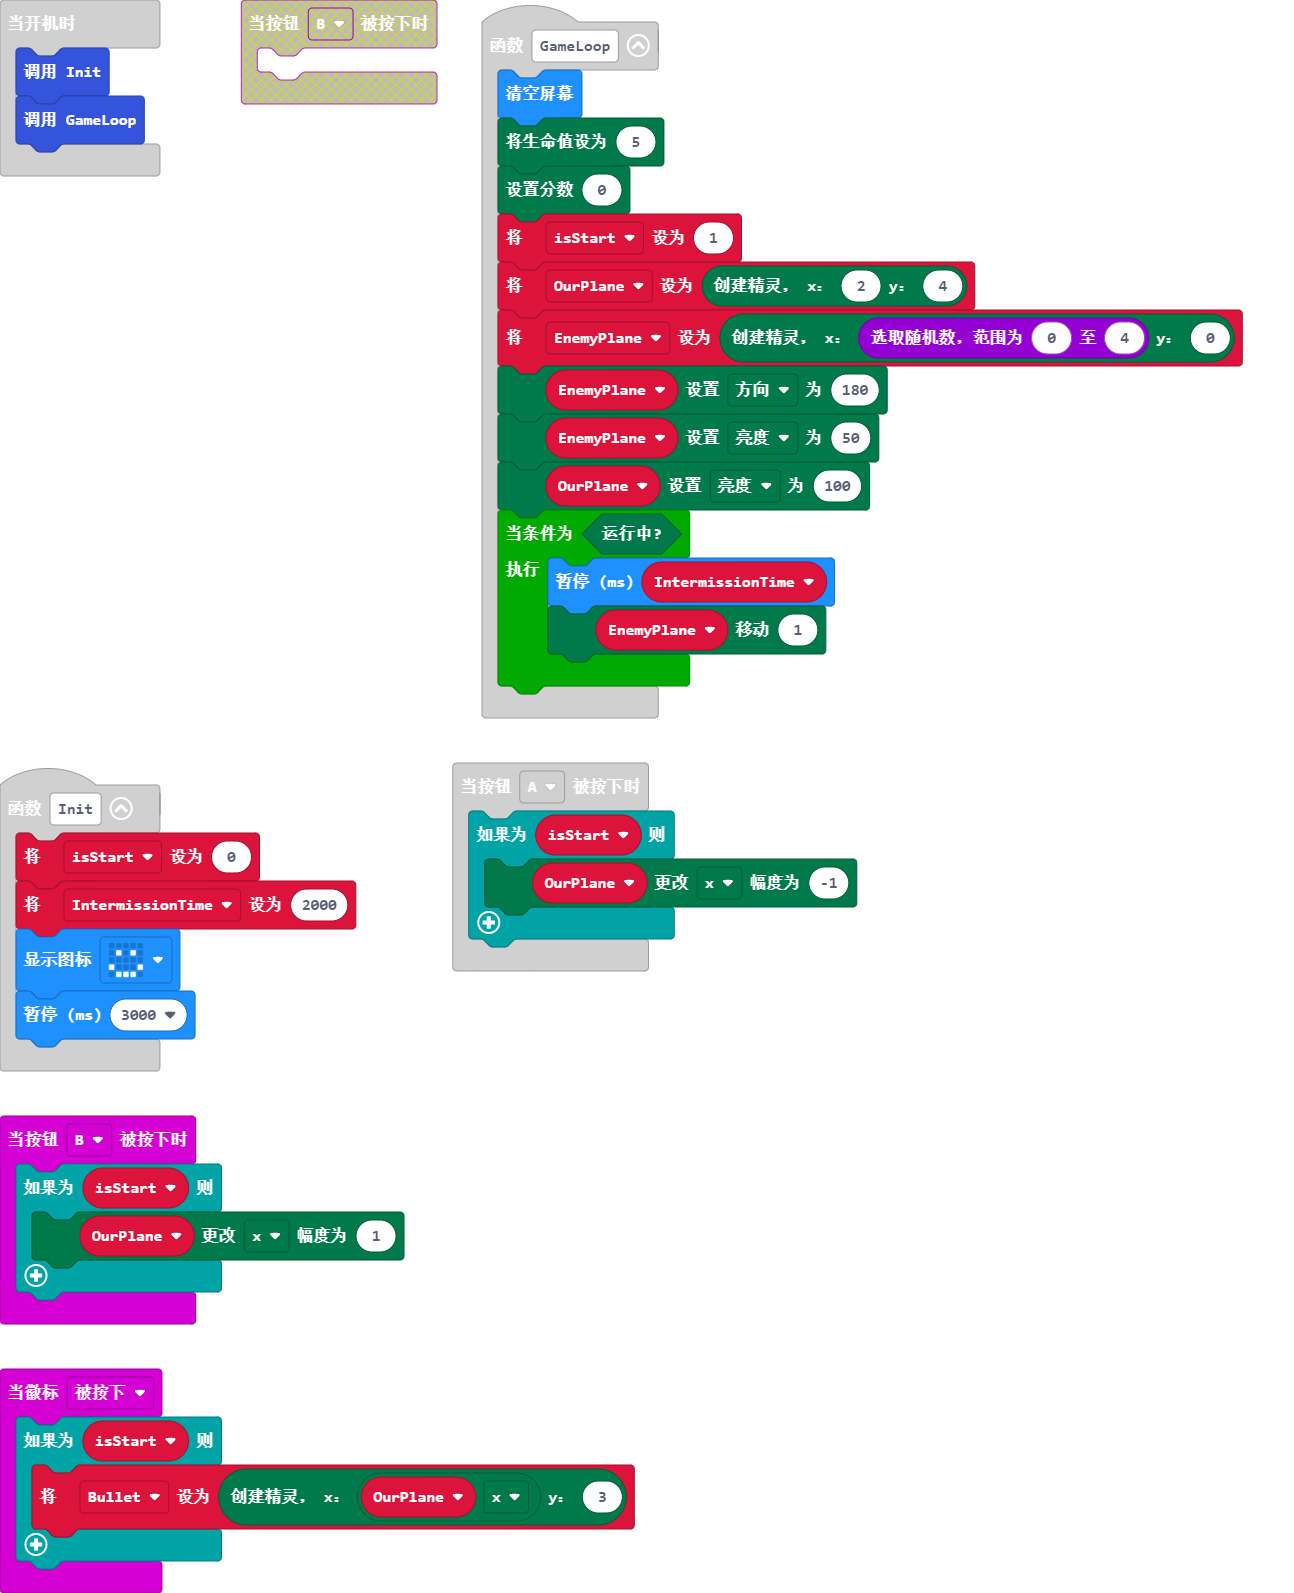 当开机时
调用 Init
调用 GameLoop
当按钮 B 被按下时
函数 GameLoop
清空屏幕
将生命值设为 5
设置分数 0
将 isStart 设为 1
将 OurPlane 设为 创建精灵， x： 2 y： 4
将 EnemyPlane 设为 创建精灵， x： 选取随机数，范围为 0 至 4 y： 0
EnemyPlane 设置 方向 为 180
EnemyPlane 设置 亮度 为 50
OurPlane 设置 亮度 为 100
当条件为 运行中?
执行
暂停 (ms) IntermissionTime
EnemyPlane 移动 1
函数 Init
将 isStart 设为 0
将 IntermissionTime 设为 2000
显示图标
暂停 (ms) 3000
当按钮 A 被按下时
如果为 isStart 则
OurPlane 更改 x 幅度为 -1
当按钮 B 被按下时
如果为 isStart 则
OurPlane 更改 x 幅度为 1
当徽标 被按下
如果为 isStart 则
将 Bullet 设为 创建精灵， x： OurPlane x y： 3